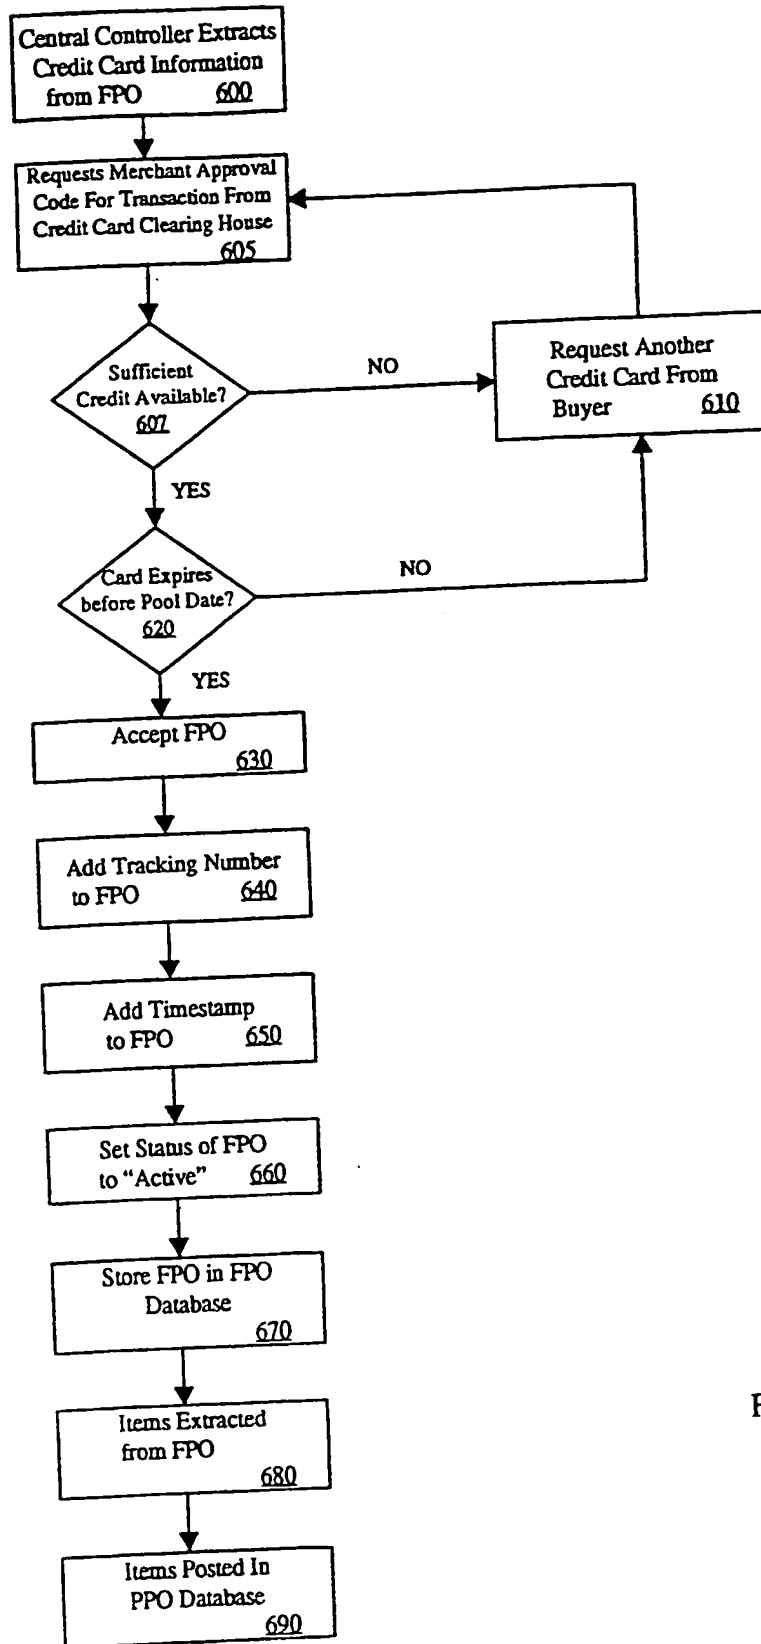 Central Controller Extracts
Credit Card Information
from FPO 600
Requests Merchant Approval
Code For Transaction From
Credit Card Clearing House
605
Sufficient
Credit Available?
607
NO
Request Another
Credit Card From
Buyer 610
YES
Card Expires
before Pool Date?
620
NO
YES
Accept FPO
630
Add Tracking Number
to FPO 640
Add Timestamp
to FPO 650
Set Status of FPO
to “Active” 660
Store FPO in FPO
Database
670
Items Extracted
from FPO
680
F
Items Posted In
PPO Database
690